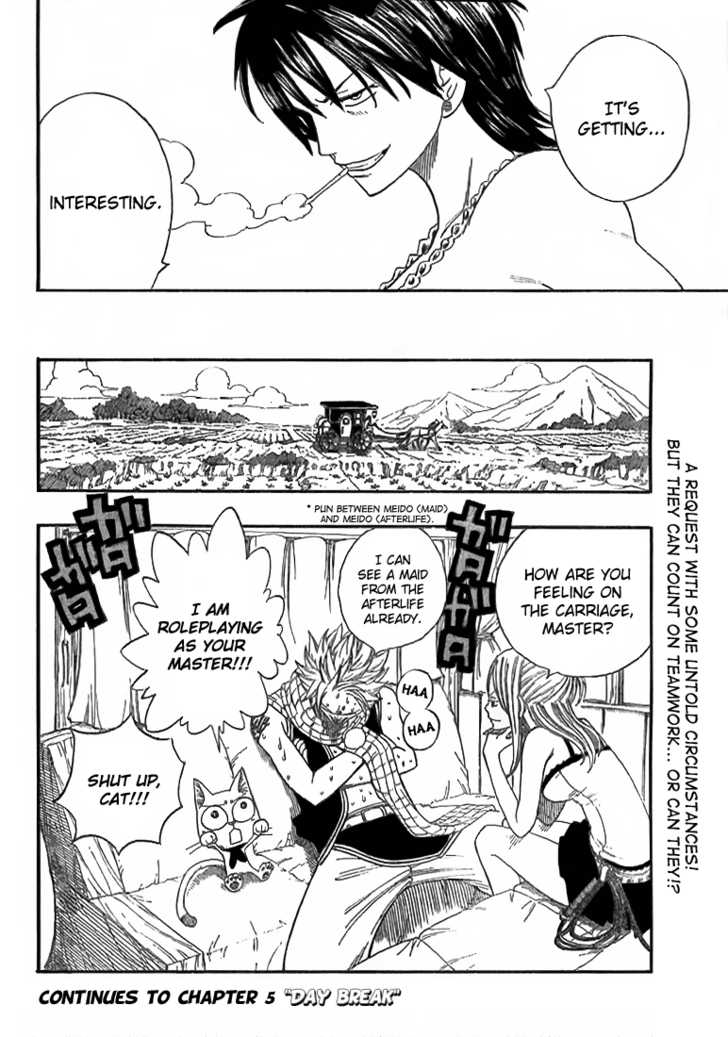 IT'S
GETTING...
INTERESTING.
* PUN BETWEEN MEIDO (MAID)
AND MEIDO (AFTERLIFE).
HOW ARE YOU
FEELING ON
THE CARRIAGE,
MASTER?
ガタ
ガタ
I CAN
SEE A MAID
FROM THE
AFTERLIFE
ALREADY.
HAA
HAA
I AM
ROLEPLAYING
AS YOUR
MASTER!!!
ガタ
ガタ
SHUT UP,
CAT!!!
A REQUEST WITH SOME UNTOLD CIRCUMSTANCES!
BUT THEY CAN COUNT ON TEAMWORK... OR CAN THEY!?
CONTINUES TO CHAPTER 5 "DAY BREAK"